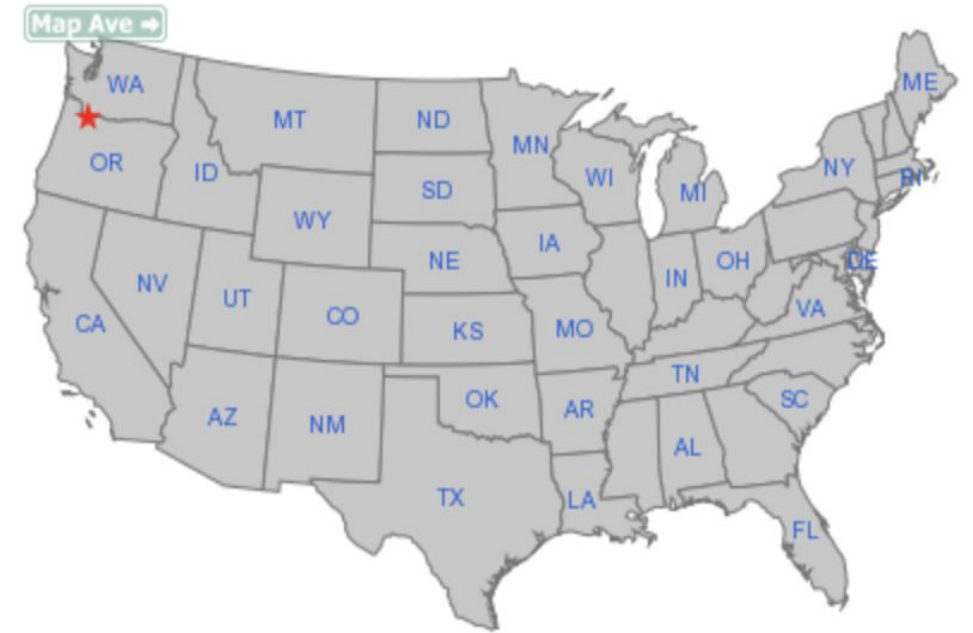 Map Ave ➡
WA
ME
MT
ND
MN
OR
ID
SD
WI
MI
NY
RI
WY
IA
NE
OH
DE
IN
NV
UT
CO
KS
MO
VA
CA
TN
AZ
NM
OK
AR
SC
AL
TX
LA
FL